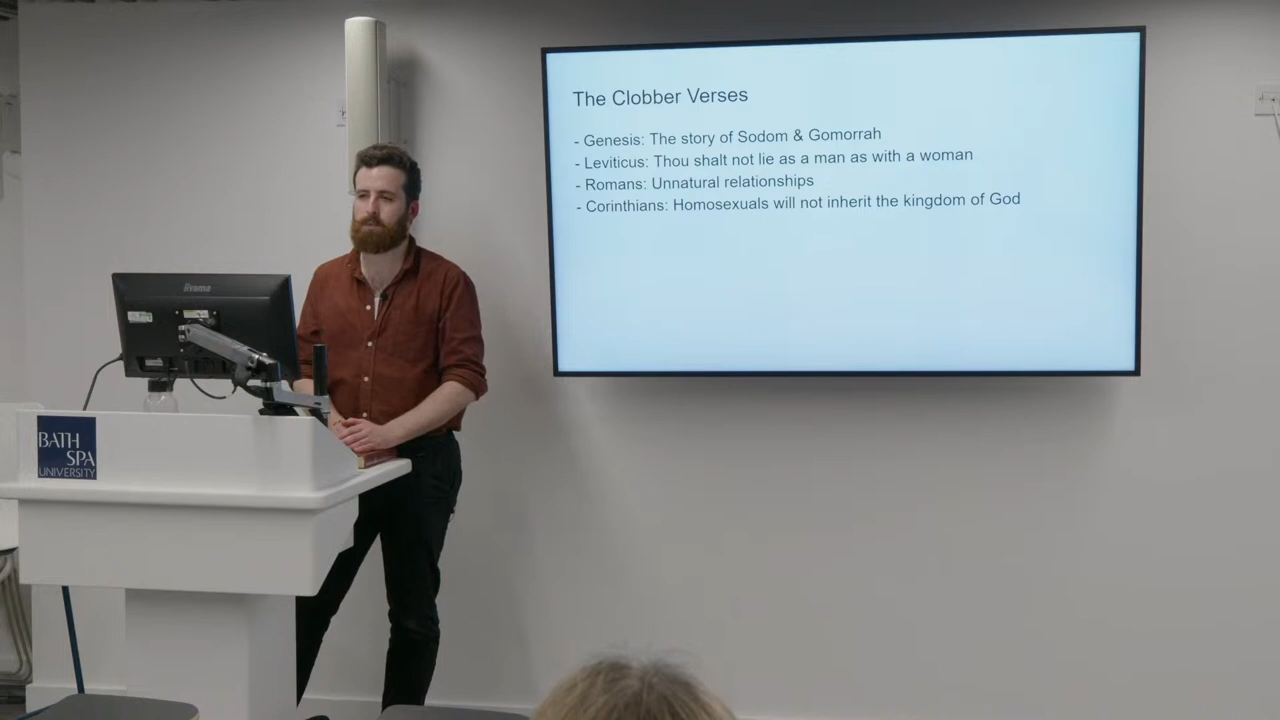 The Clobber Verses
- Genesis: The story of Sodom & Gomorrah
- Leviticus: Thou shalt not lie as a man as with a woman
- Romans: Unnatural relationships
- Corinthians: Homosexuals will not inherit the kingdom of God
iiyama
BATH
SPA
UNIVERSITY